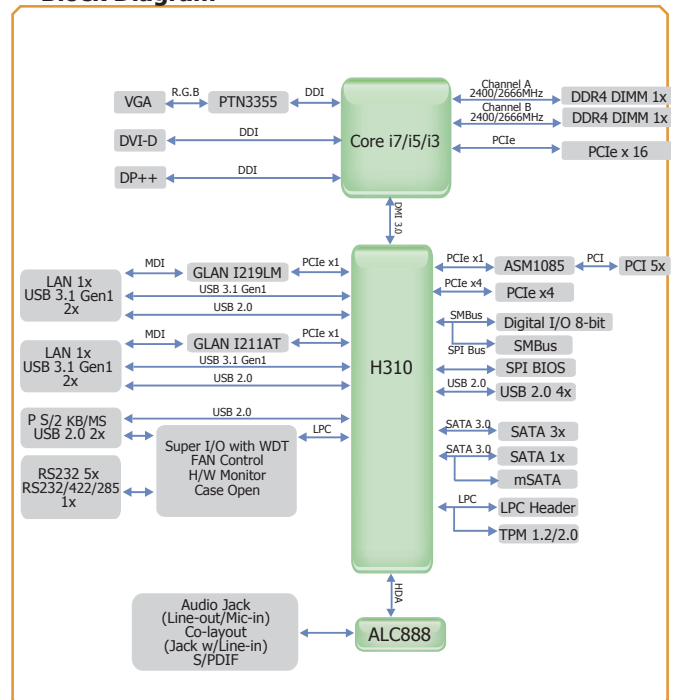 Block Diagram
Channel A
2400/2666MHz
VGA
R.G.B
PTN3355
DDI
DDR4 DIMM 1x
Channel B
2400/2666MHz
DDR4 DIMM 1x
DVI-D
DDI
Core i7/i5/i3
PCIe
PCIe x 16
DP++
DDI
DMI 3.0
LAN 1x
USB 3.1 Gen1
2x
MDI
GLAN I219LM
PCIe x1
USB 3.1 Gen1
USB 2.0
PCIe x1
ASM1085
PCI
PCI 5x
PCIe x4
PCIe x4
LAN 1x
USB 3.1 Gen1
2x
MDI
GLAN I211AT
PCIe x1
USB 3.1 Gen1
USB 2.0
H310
SMBus
Digital I/O 8-bit
SMBus
SPI Bus
SPI BIOS
USB 2.0
USB 2.0 4x
P S/2 KB/MS
USB 2.0 2x
USB 2.0
LPC
Super I/O with WDT
FAN Control
H/W Monitor
Case Open
RS232 5x
RS232/422/285
1x
SATA 3.0
SATA 3x
SATA 3.0
SATA 1x
mSATA
LPC
LPC Header
TPM 1.2/2.0
HDA
Audio Jack
(Line-out/Mic-in)
Co-layout
(Jack w/Line-in)
S/PDIF
ALC888